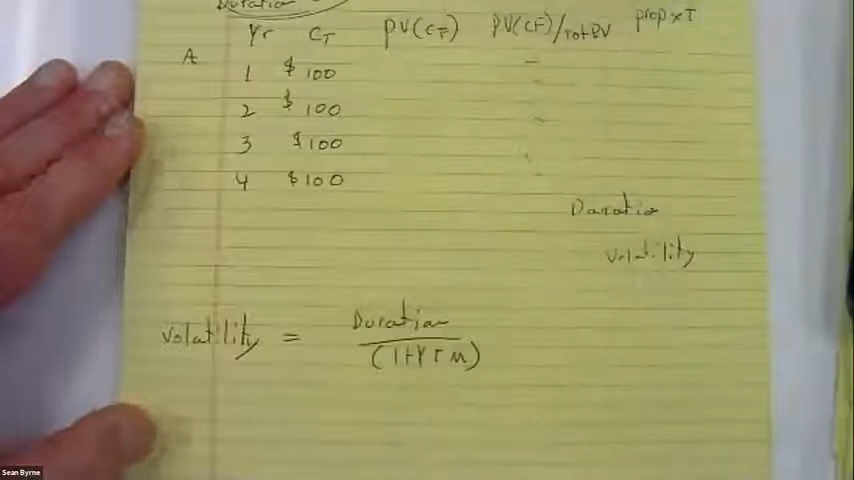 Duration
Yr CT PV(CT) PV(CF)/Tot PV prop x T
A
1 $100
2 $100
3 $100
4 $100
Duration
Volatility
Volatility = Duration
(1+YTM)
Sean Byrne